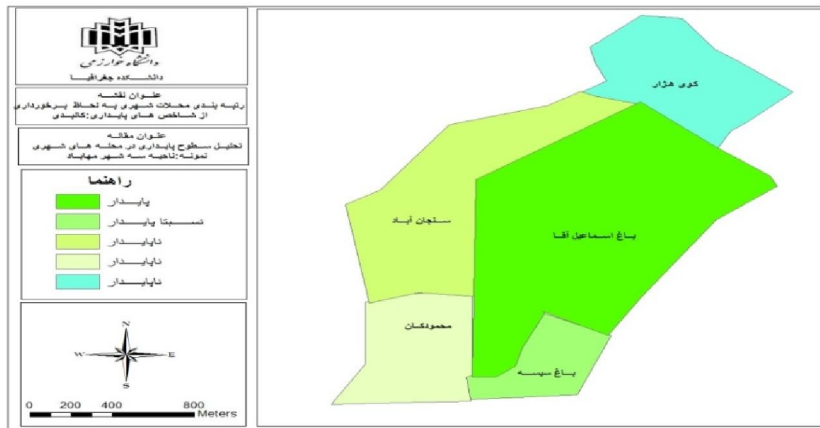 دانشگاه خوارزمی
دانشکده جغرافیا
عنوان نقشه
رتبه بندی محلات شهری به لحاظ برخورداری
از شاخص های پایداری:کالبدی
عنوان مقاله
تحلیل سطوح پایداری در محله های شهری
نمونه:ناحیه سه شهر مهاباد
راهنما
پایدار
نسبتا پایدار
ناپایدار
ناپایدار
ناپایدار
N
W E
S
0 200 400 800
Meters
کوی هژار
سنجان آباد
باغ اسماعیل آقا
محمودکان
باغ سیسه